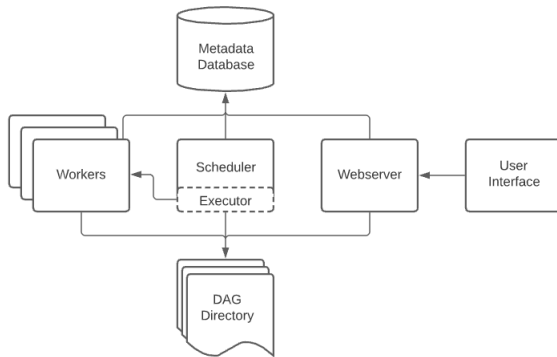 Metadata
Database
Workers
Scheduler
Executor
Webserver
User
Interface
DAG
Directory